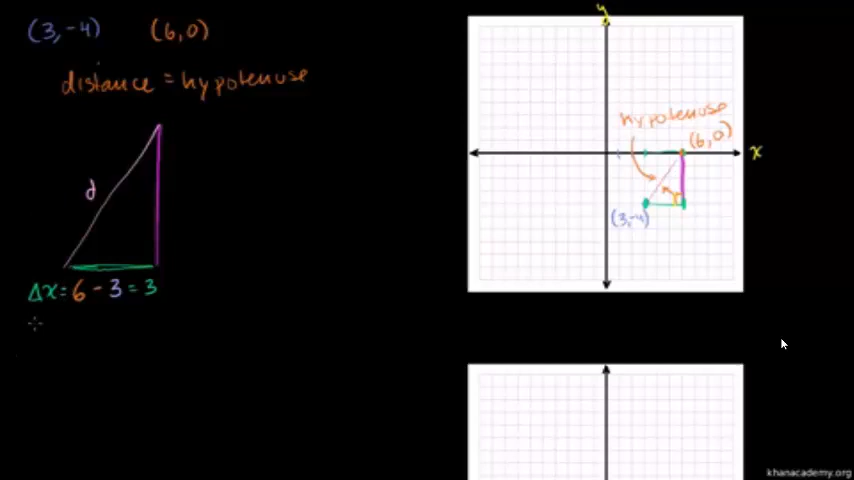 (3,-4) (6,0)
distance = hypotenuse
d
Δx = 6 - 3 = 3
y
hypotenuse
(6,0)
x
(3,-4)
khanacademy.org